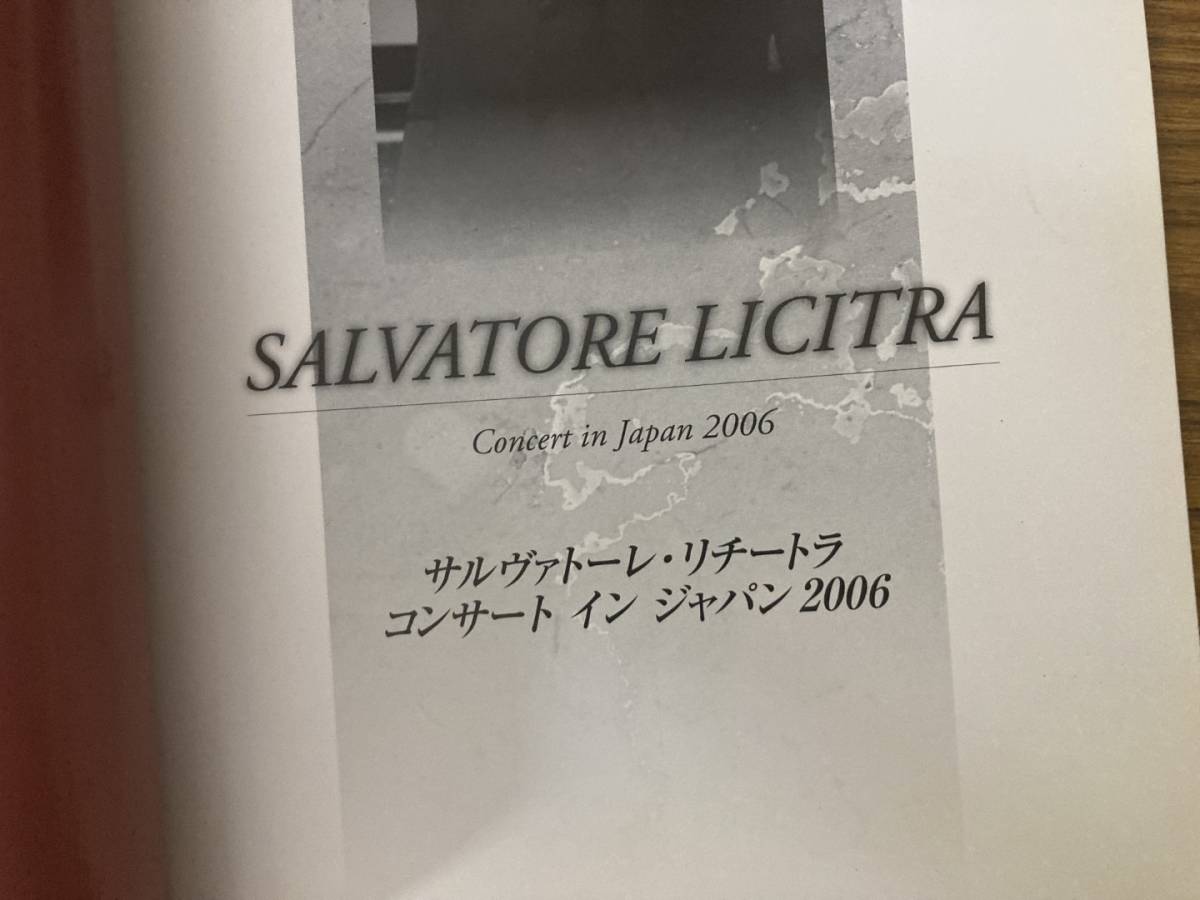 SALVATORE LICITRA
Concert in Japan 2006
サルヴァトーレ・リチートラ
コンサート イン ジャパン 2006